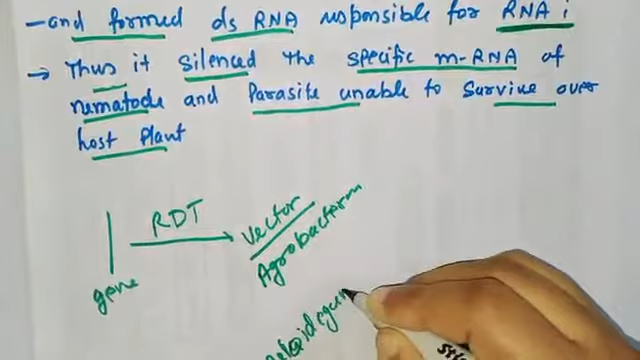 - and formed ds RNA responsible for RNA i
→ Thus it silenced the specific m-RNA of
nematode and Parasite unable to Survive over
host Plant
RDT
gene
vector
Agrobacterm